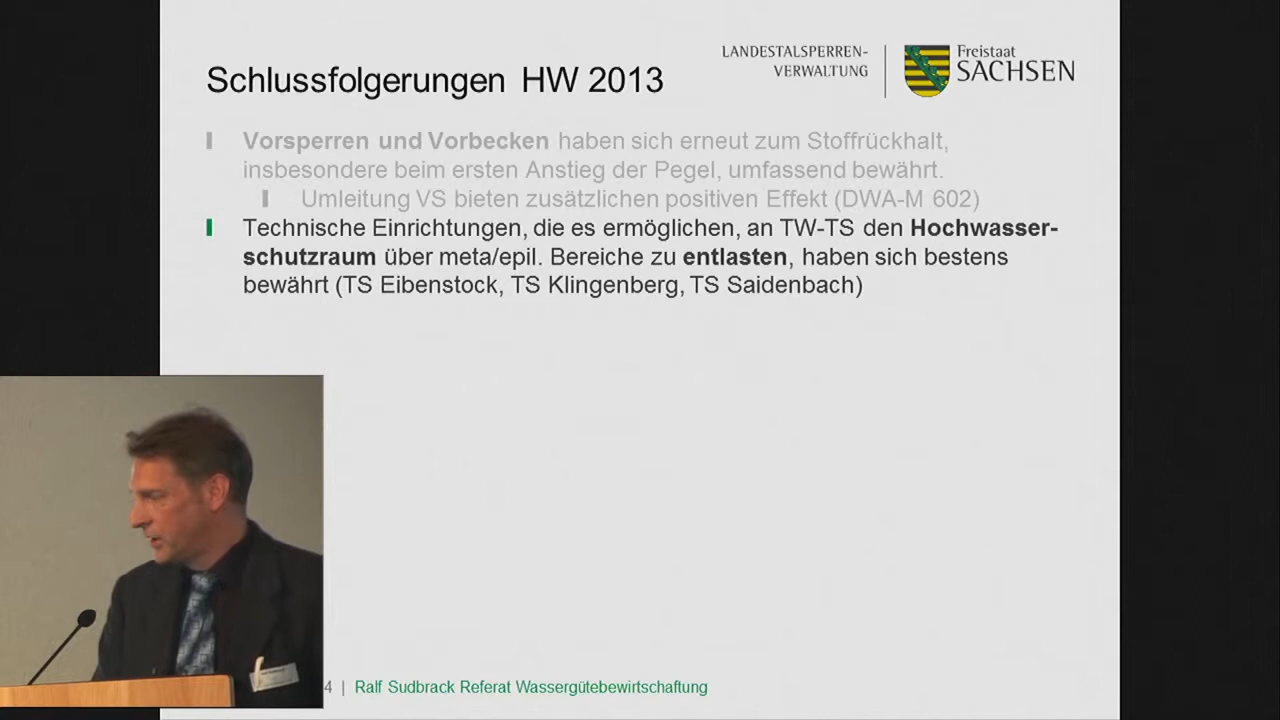 LANDESTALSPERREN-
VERWALTUNG
Freistaat
SACHSEN
Schlussfolgerungen HW 2013
Vorsperren und Vorbecken haben sich erneut zum Stoffrückhalt,
insbesondere beim ersten Anstieg der Pegel, umfassend bewährt.
Umleitung VS bieten zusätzlichen positiven Effekt (DWA-M 602)
Technische Einrichtungen, die es ermöglichen, an TW-TS den Hochwasser-
schutzraum über meta/epil. Bereiche zu entlasten, haben sich bestens
bewährt (TS Eibenstock, TS Klingenberg, TS Saidenbach)
4 | Ralf Sudbrack Referat Wassergütebewirtschaftung